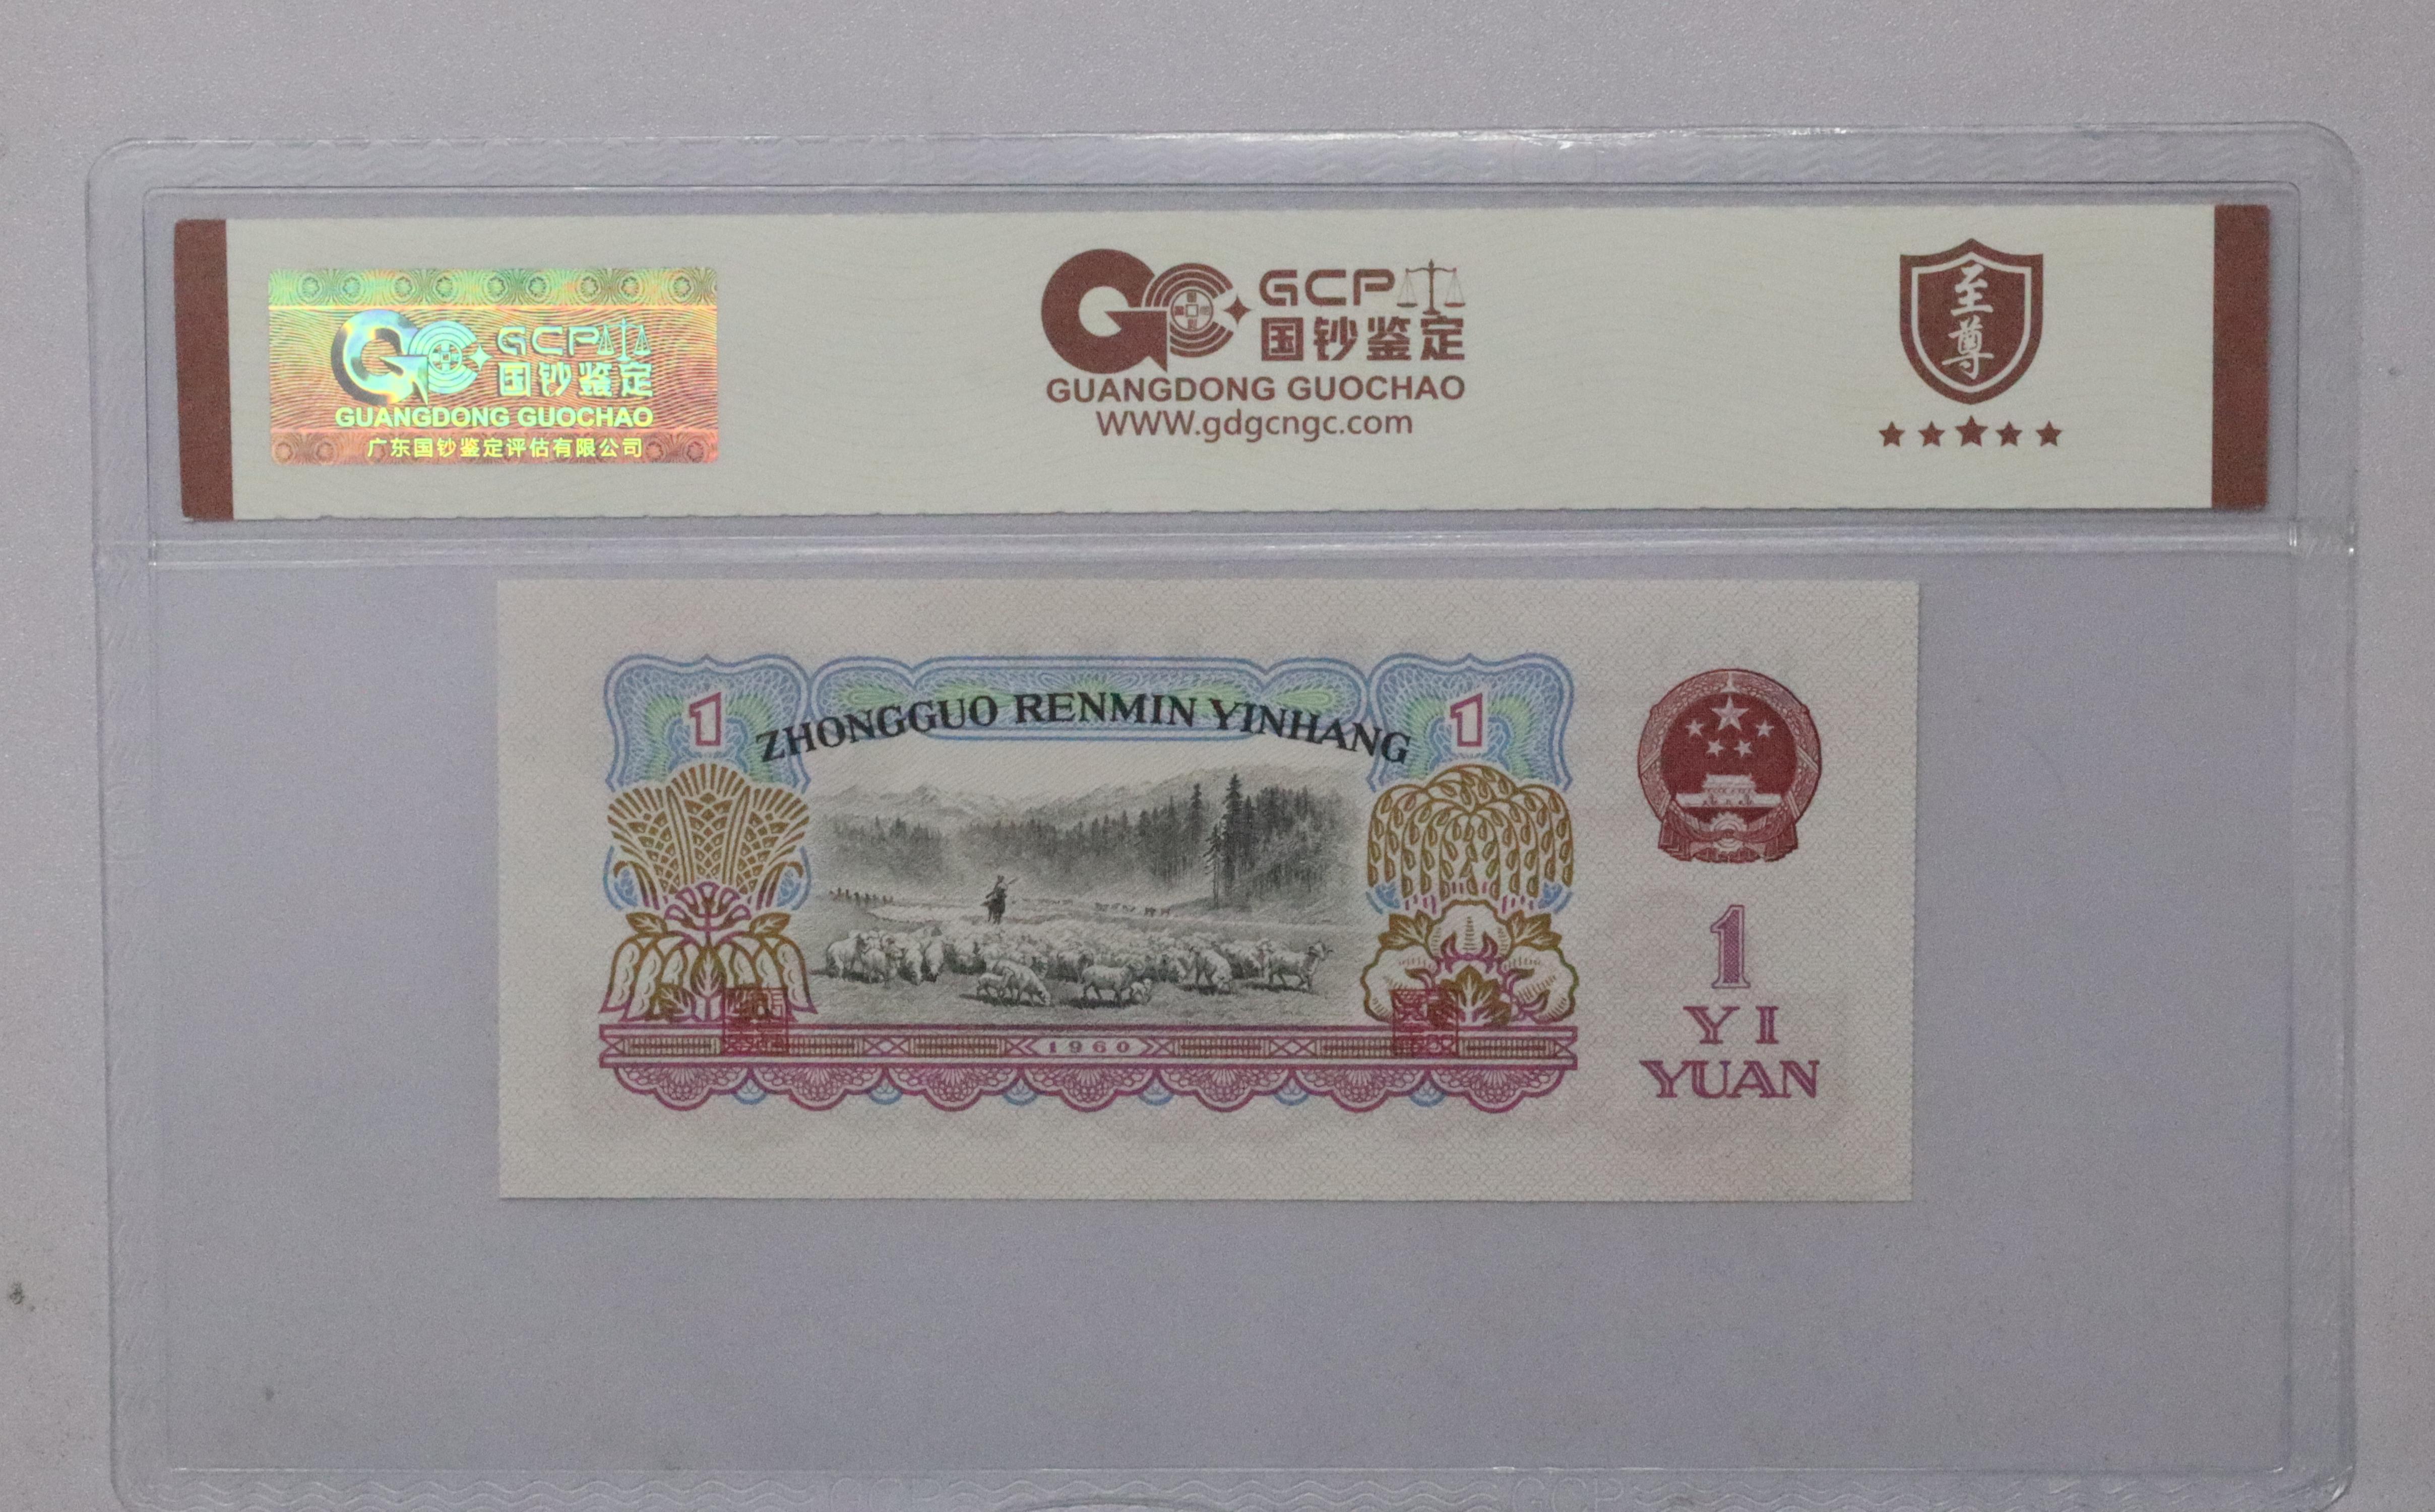 GCP
国钞鉴定
GUANGDONG GUOCHAO
广东国钞鉴定评估有限公司
GCP
国钞鉴定
GUANGDONG GUOCHAO
WWW.gdgcngc.com
至尊
1
ZHONGGUO RENMIN YINHANG
1
1960
1
YI
YUAN
GCP
GCP